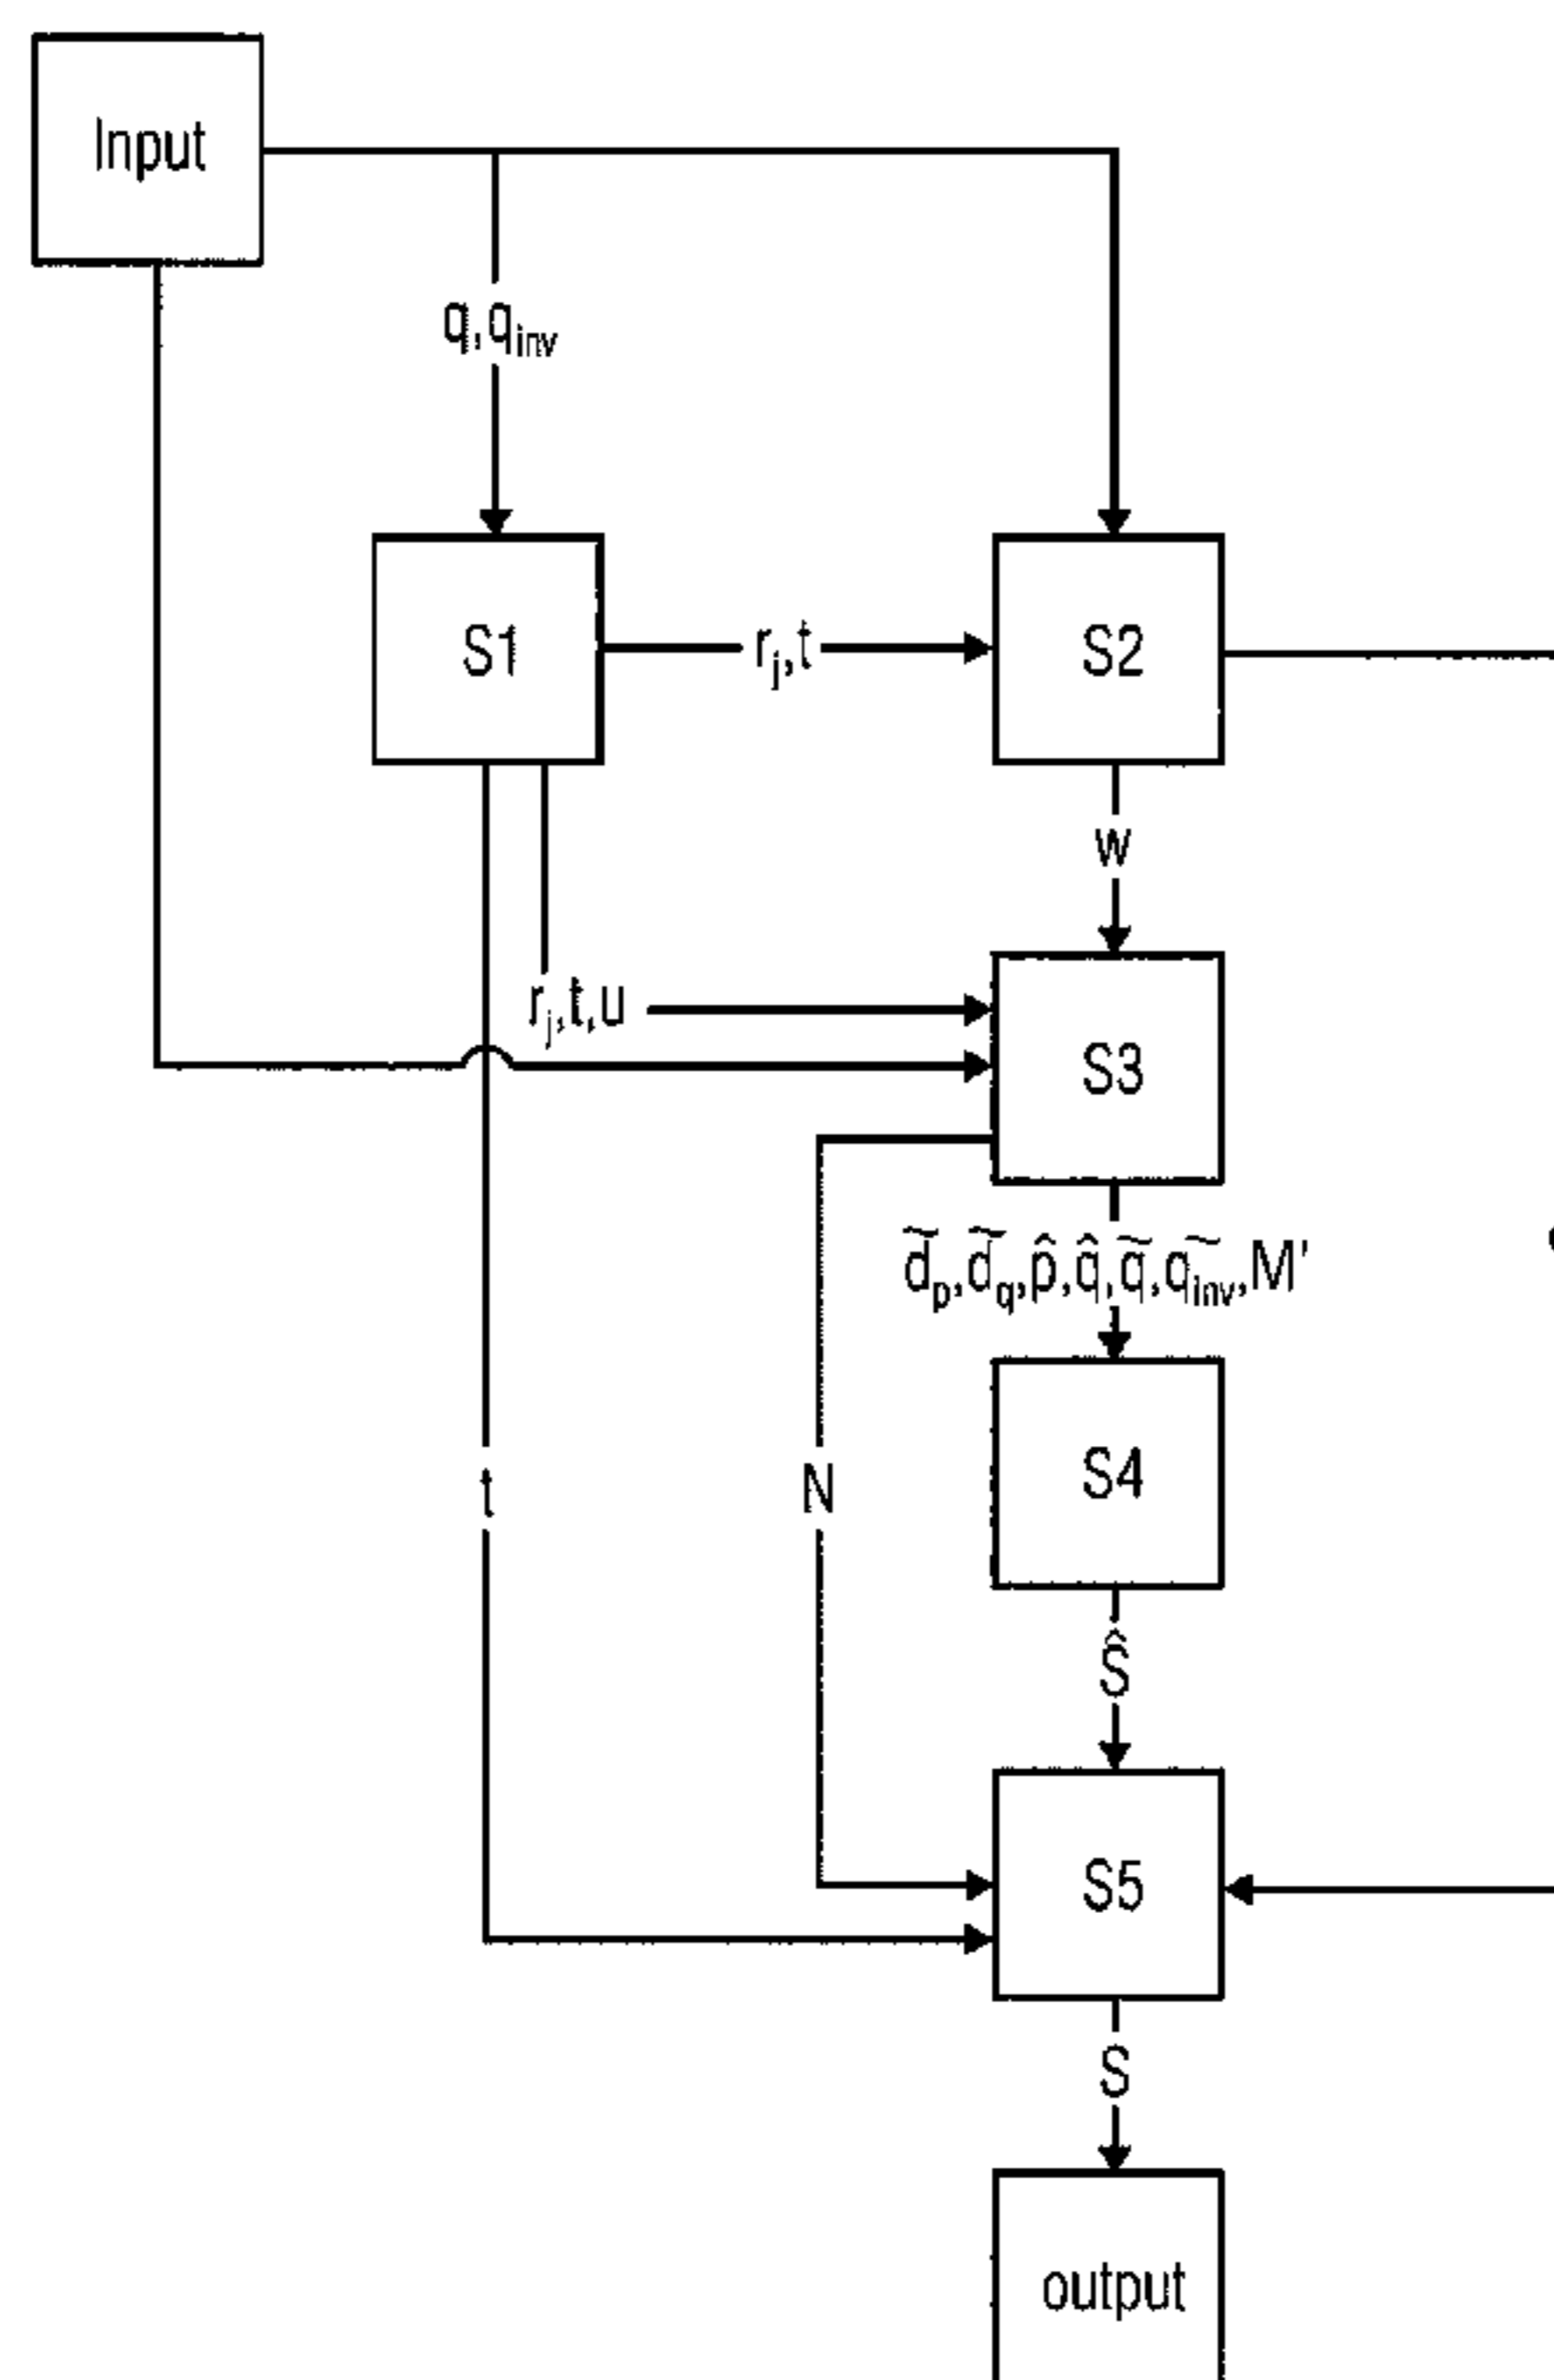 Input
q,q_inv
S1
r_j,t
S2
w
r_j,t,u
S3
d̃_p,d̃_q,p̂,q̂,q̃,q̃_inv,M'
S4
t
N
Ŝ
S5
S
output